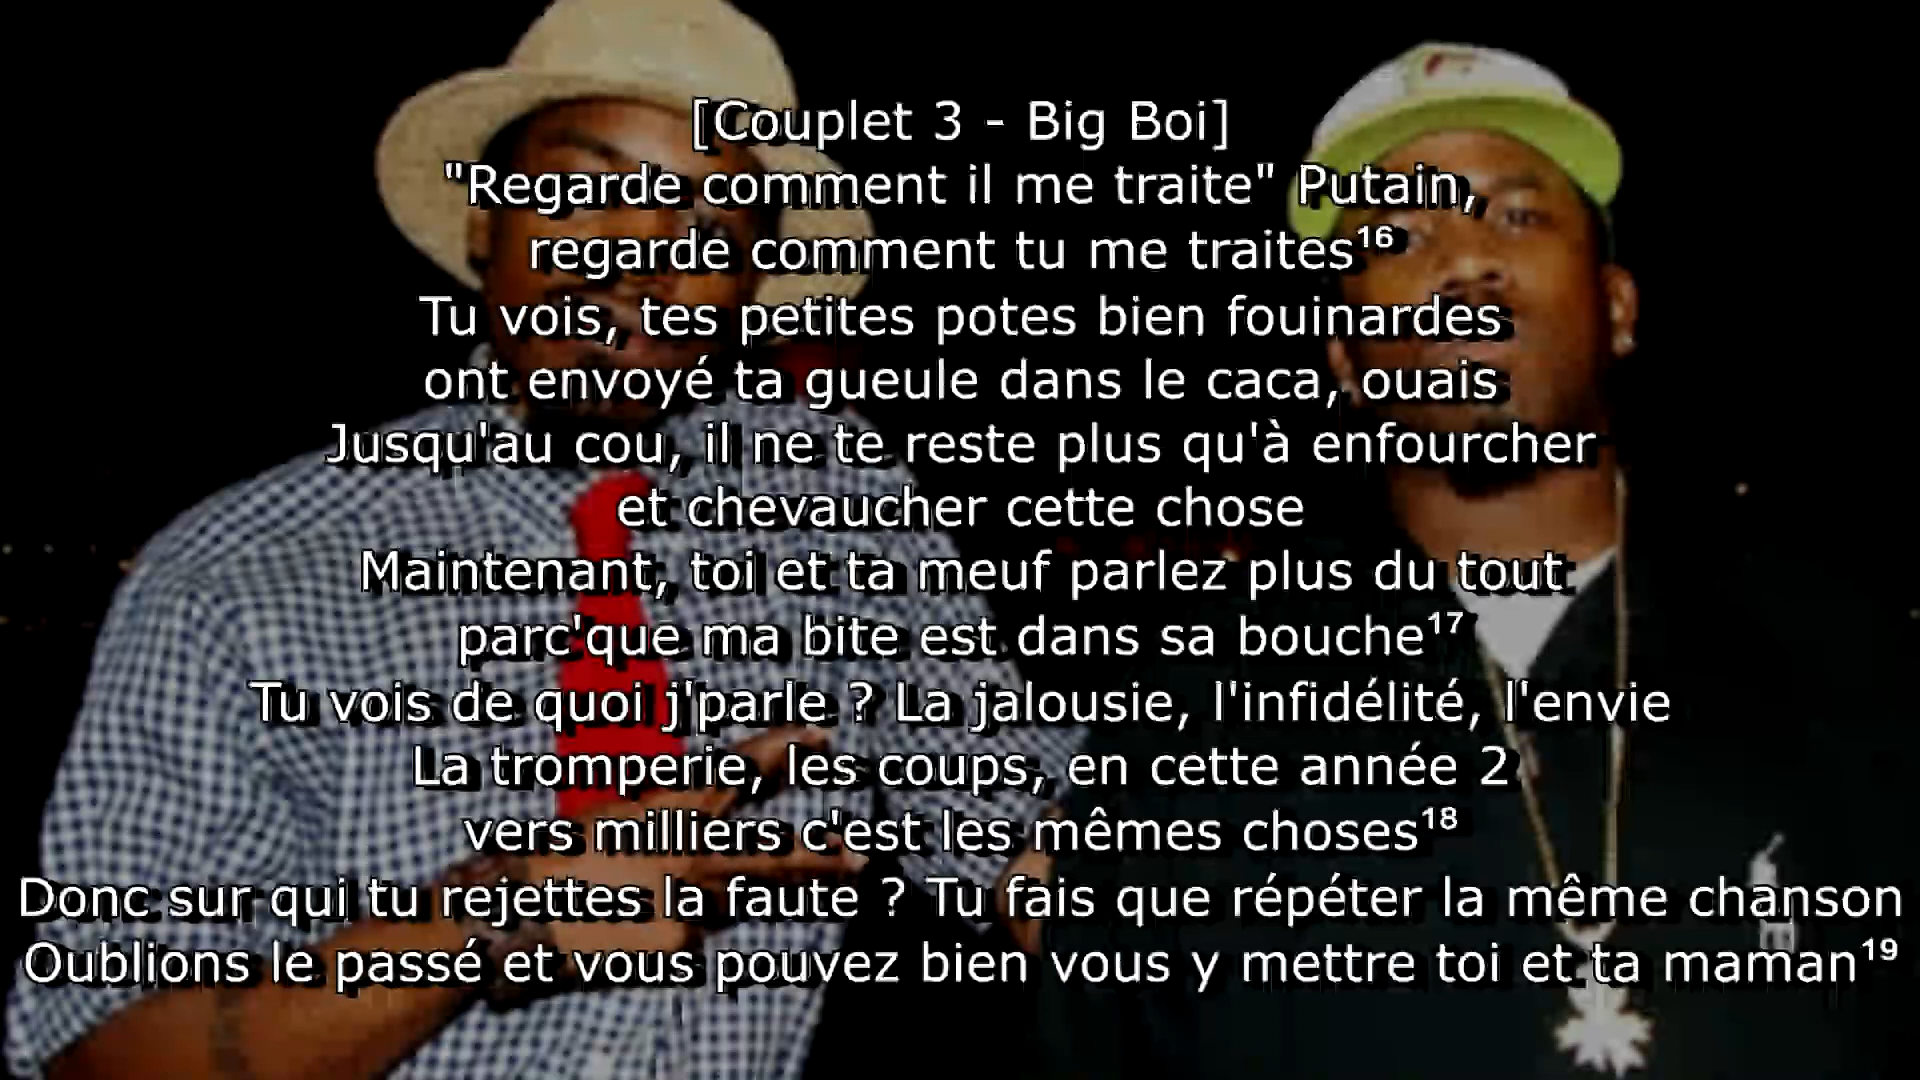 [Couplet 3 - Big Boi]
"Regarde comment il me traite" Putain,
regarde comment tu me traites¹⁶
Tu vois, tes petites potes bien fouinardes
ont envoyé ta gueule dans le caca, ouais
Jusqu'au cou, il ne te reste plus qu'à enfourcher
et chevaucher cette chose
Maintenant, toi et ta meuf parlez plus du tout
parc'que ma bite est dans sa bouche¹⁷
Tu vois de quoi j'parle ? La jalousie, l'infidélité, l'envie
La tromperie, les coups, en cette année 2
vers milliers c'est les mêmes choses¹⁸
Donc sur qui tu rejettes la faute ? Tu fais que répéter la même chanson
Oublions le passé et vous pouvez bien vous y mettre toi et ta maman¹⁹